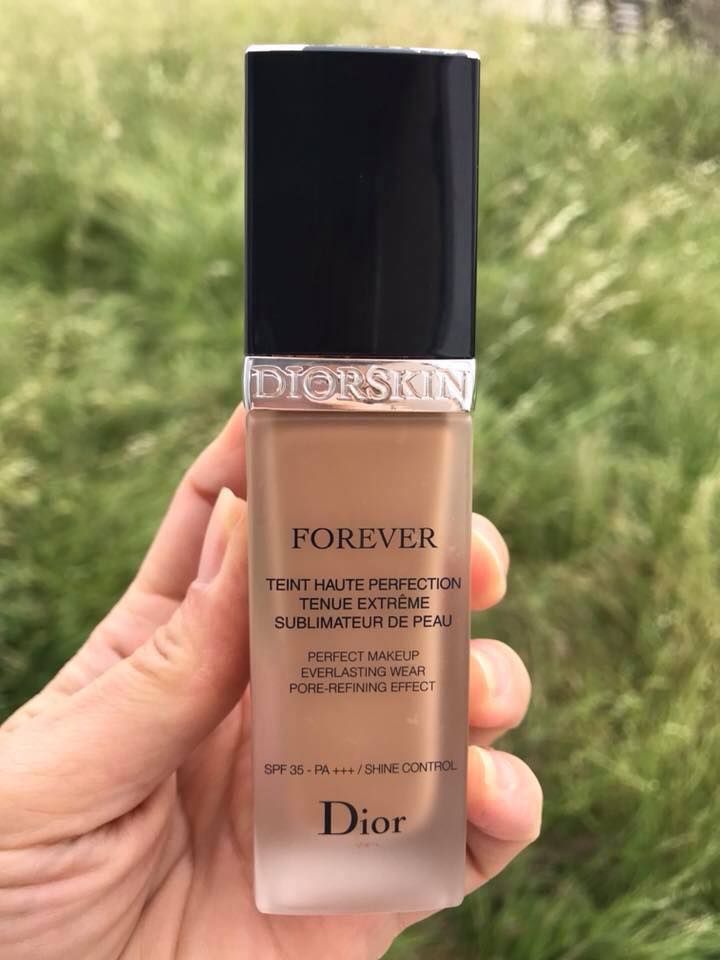 DIORSKIN
FOREVER
TEINT HAUTE PERFECTION
TENUE EXTRÊME
SUBLIMATEUR DE PEAU
PERFECT MAKEUP
EVERLASTING WEAR
PORE-REFINING EFFECT
SPF 35 - PA +++ / SHINE CONTROL
Dior